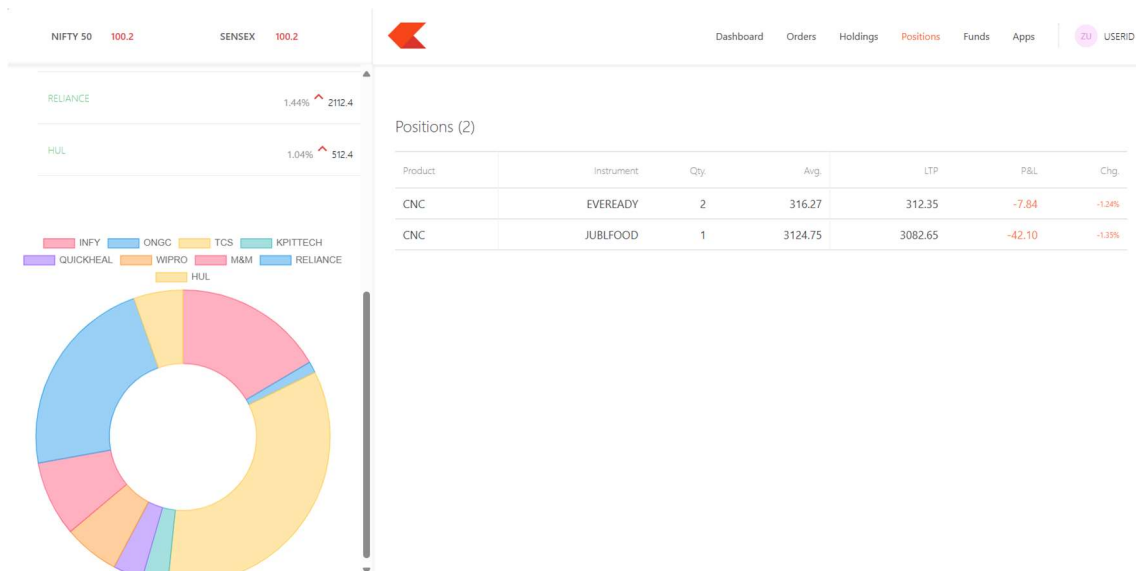 NIFTY 50 100.2 SENSEX 100.2
Dashboard Orders Holdings Positions Funds Apps ZU USERID
RELIANCE 1.44% 2112.4
HUL 1.04% 512.4
INFY ONGC TCS KPITTECH
QUICKHEAL WIPRO M&M RELIANCE
HUL
Positions (2)
Product Instrument Qty. Avg. LTP P&L Chg.
CNC EVEREADY 2 316.27 312.35 -7.84 -1.24%
CNC JUBLFOOD 1 3124.75 3082.65 -42.10 -1.35%